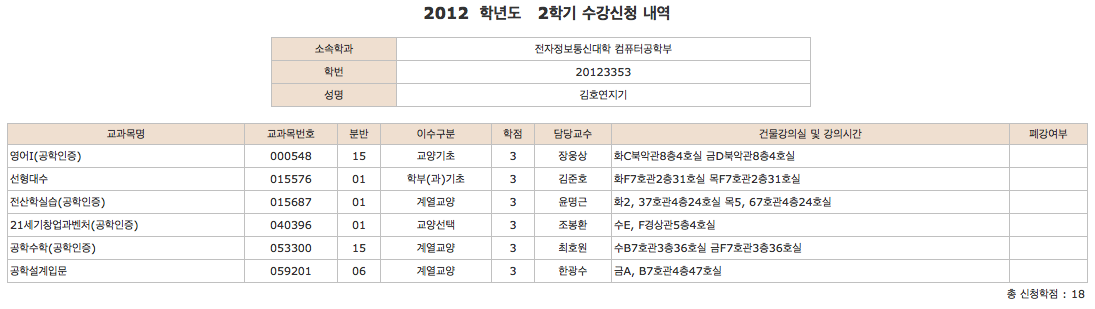 2012 학년도 2학기 수강신청 내역
소속학과 전자정보통신대학 컴퓨터공학부
학번 20123353
성명 김호연지기
교과목명 교과목번호 분반 이수구분 학점 담당교수 건물강의실 및 강의시간 폐강여부
영어I(공학인증) 000548 15 교양기초 3 장웅상 화C북악관8층4호실 금D북악관8층4호실
선형대수 015576 01 학부(과)기초 3 김준호 화F7호관2층31호실 목F7호관2층31호실
전산학실습(공학인증) 015687 01 계열교양 3 윤명근 화2, 37호관4층24호실 목5, 67호관4층24호실
21세기창업과벤처(공학인증) 040396 01 교양선택 3 조봉환 수E, F경상관5층4호실
공학수학(공학인증) 053300 15 계열교양 3 최호원 수B7호관3층36호실 금F7호관3층36호실
공학설계입문 059201 06 계열교양 3 한광수 금A, B7호관4층47호실
총 신청학점 : 18